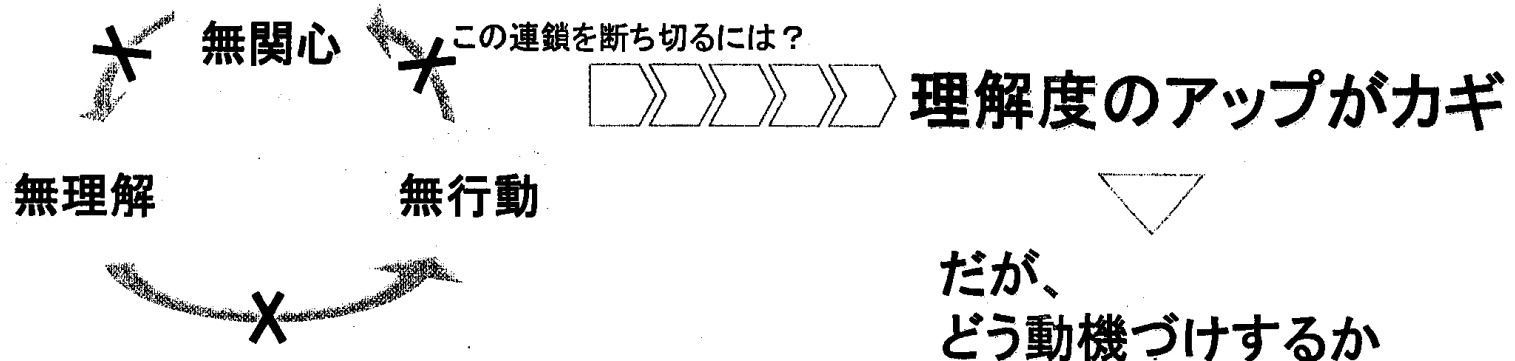 無関心
この連鎖を断ち切るには？
理解度のアップがカギ
無理解
無行動
だが、
どう動機づけするか